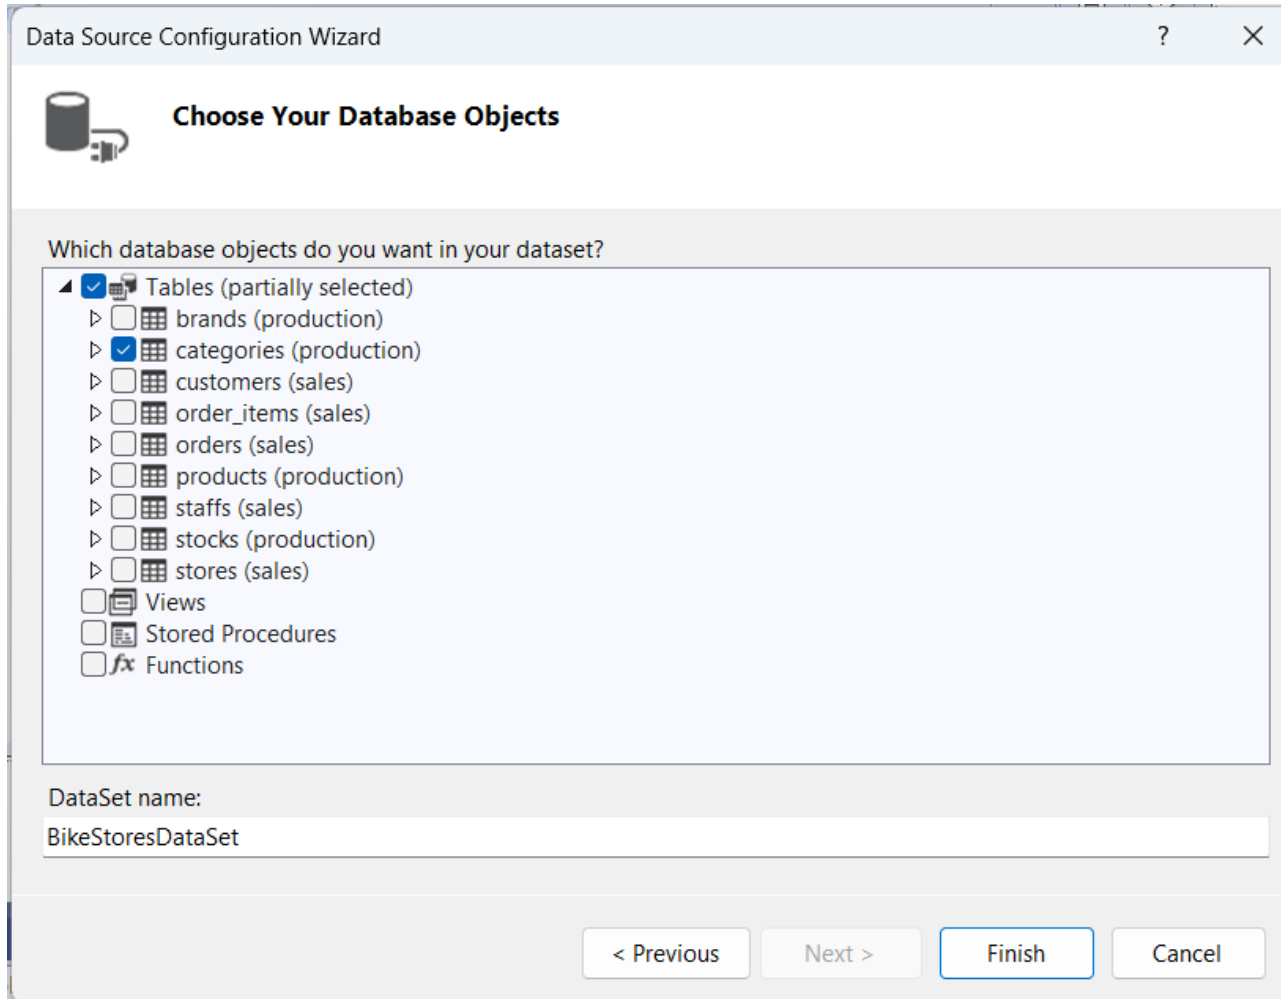 Data Source Configuration Wizard ?
Choose Your Database Objects
Which database objects do you want in your dataset?
Tables (partially selected)
brands (production)
categories (production)
customers (sales)
order_items (sales)
orders (sales)
products (production)
staffs (sales)
stocks (production)
stores (sales)
Views
Stored Procedures
fx Functions
DataSet name:
BikeStoresDataSet
< Previous Next > Finish Cancel